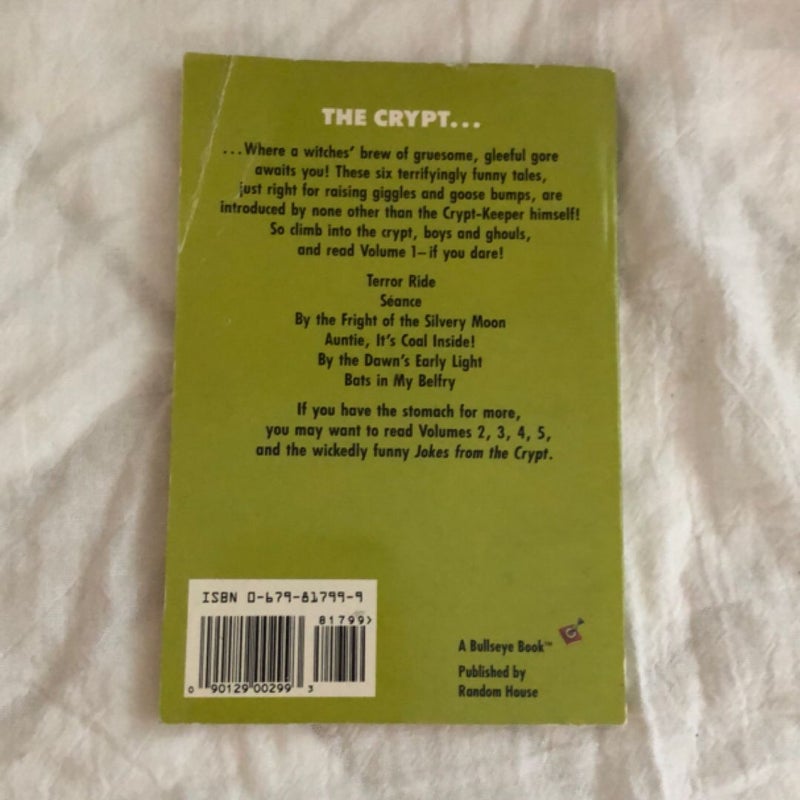 THE CRYPT...
...Where a witches' brew of gruesome, gleeful gore
awaits you! These six terrifyingly funny tales,
just right for raising giggles and goose bumps, are
introduced by none other than the Crypt-Keeper himself!
So climb into the crypt, boys and ghouls,
and read Volume 1–if you dare!
Terror Ride
Séance
By the Fright of the Silvery Moon
Auntie, It's Coal Inside!
By the Dawn's Early Light
Bats in My Belfry
If you have the stomach for more,
you may want to read Volumes 2, 3, 4, 5,
and the wickedly funny Jokes from the Crypt.
ISBN 0-679-81799-9
81799>
0 90129 00299 3
A Bullseye Book™
Published by
Random House